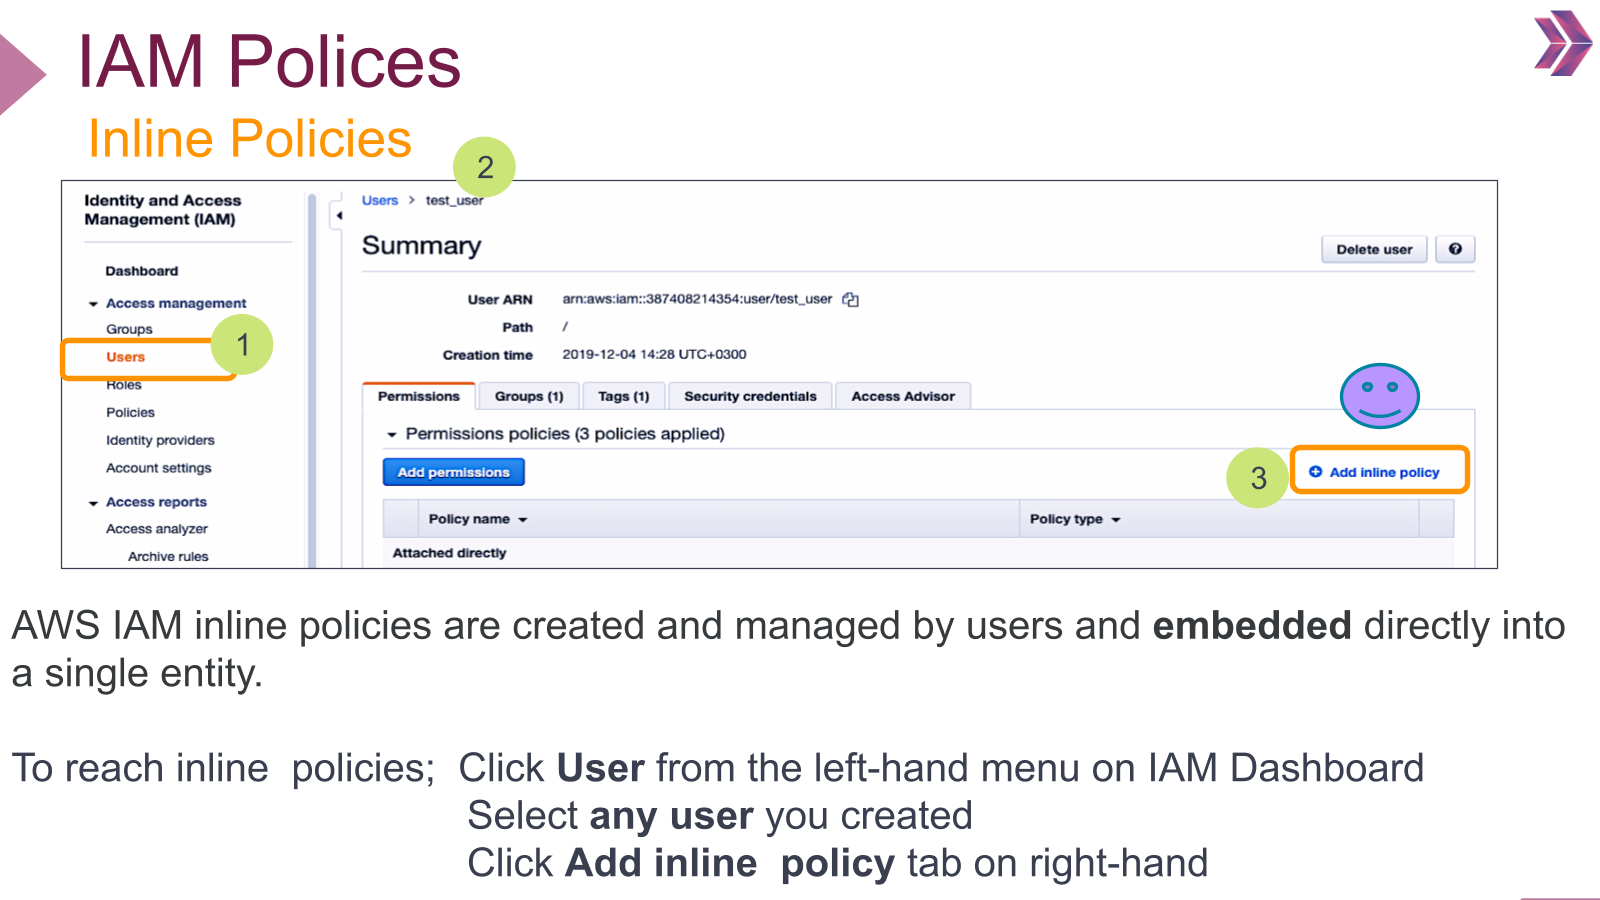 IAM Polices
Inline Policies
2
Identity and Access
Management (IAM)
Dashboard
Access management
Groups
1
Users
Roles
Policies
Identity providers
Account settings
Access reports
Access analyzer
Archive rules
Users > test_user
Summary
Delete user
?
User ARN arn:aws:iam::387408214354:user/test_user
Path /
Creation time 2019-12-04 14:28 UTC+0300
Permissions Groups (1) Tags (1) Security credentials Access Advisor
Permissions policies (3 policies applied)
Add permissions
3
Add inline policy
Policy name Policy type
Attached directly
AWS IAM inline policies are created and managed by users and embedded directly into
a single entity.
To reach inline policies; Click User from the left-hand menu on IAM Dashboard
Select any user you created
Click Add inline policy tab on right-hand